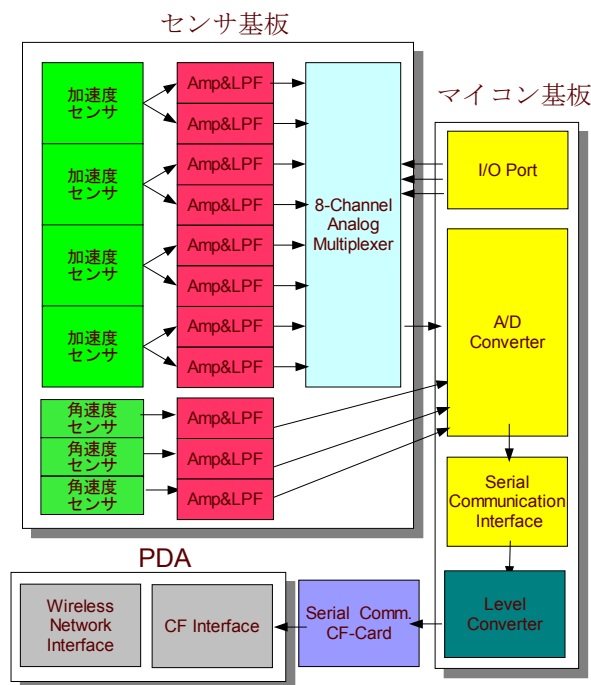 センサ基板
加速度
センサ
加速度
センサ
加速度
センサ
加速度
センサ
角速度
センサ
角速度
センサ
角速度
センサ
Amp&LPF
Amp&LPF
Amp&LPF
Amp&LPF
Amp&LPF
Amp&LPF
Amp&LPF
Amp&LPF
Amp&LPF
Amp&LPF
Amp&LPF
8-Channel
Analog
Multiplexer
マイコン基板
I/O Port
A/D
Converter
Serial
Communication
Interface
Level
Converter
Serial Comm.
CF-Card
PDA
CF Interface
Wireless
Network
Interface